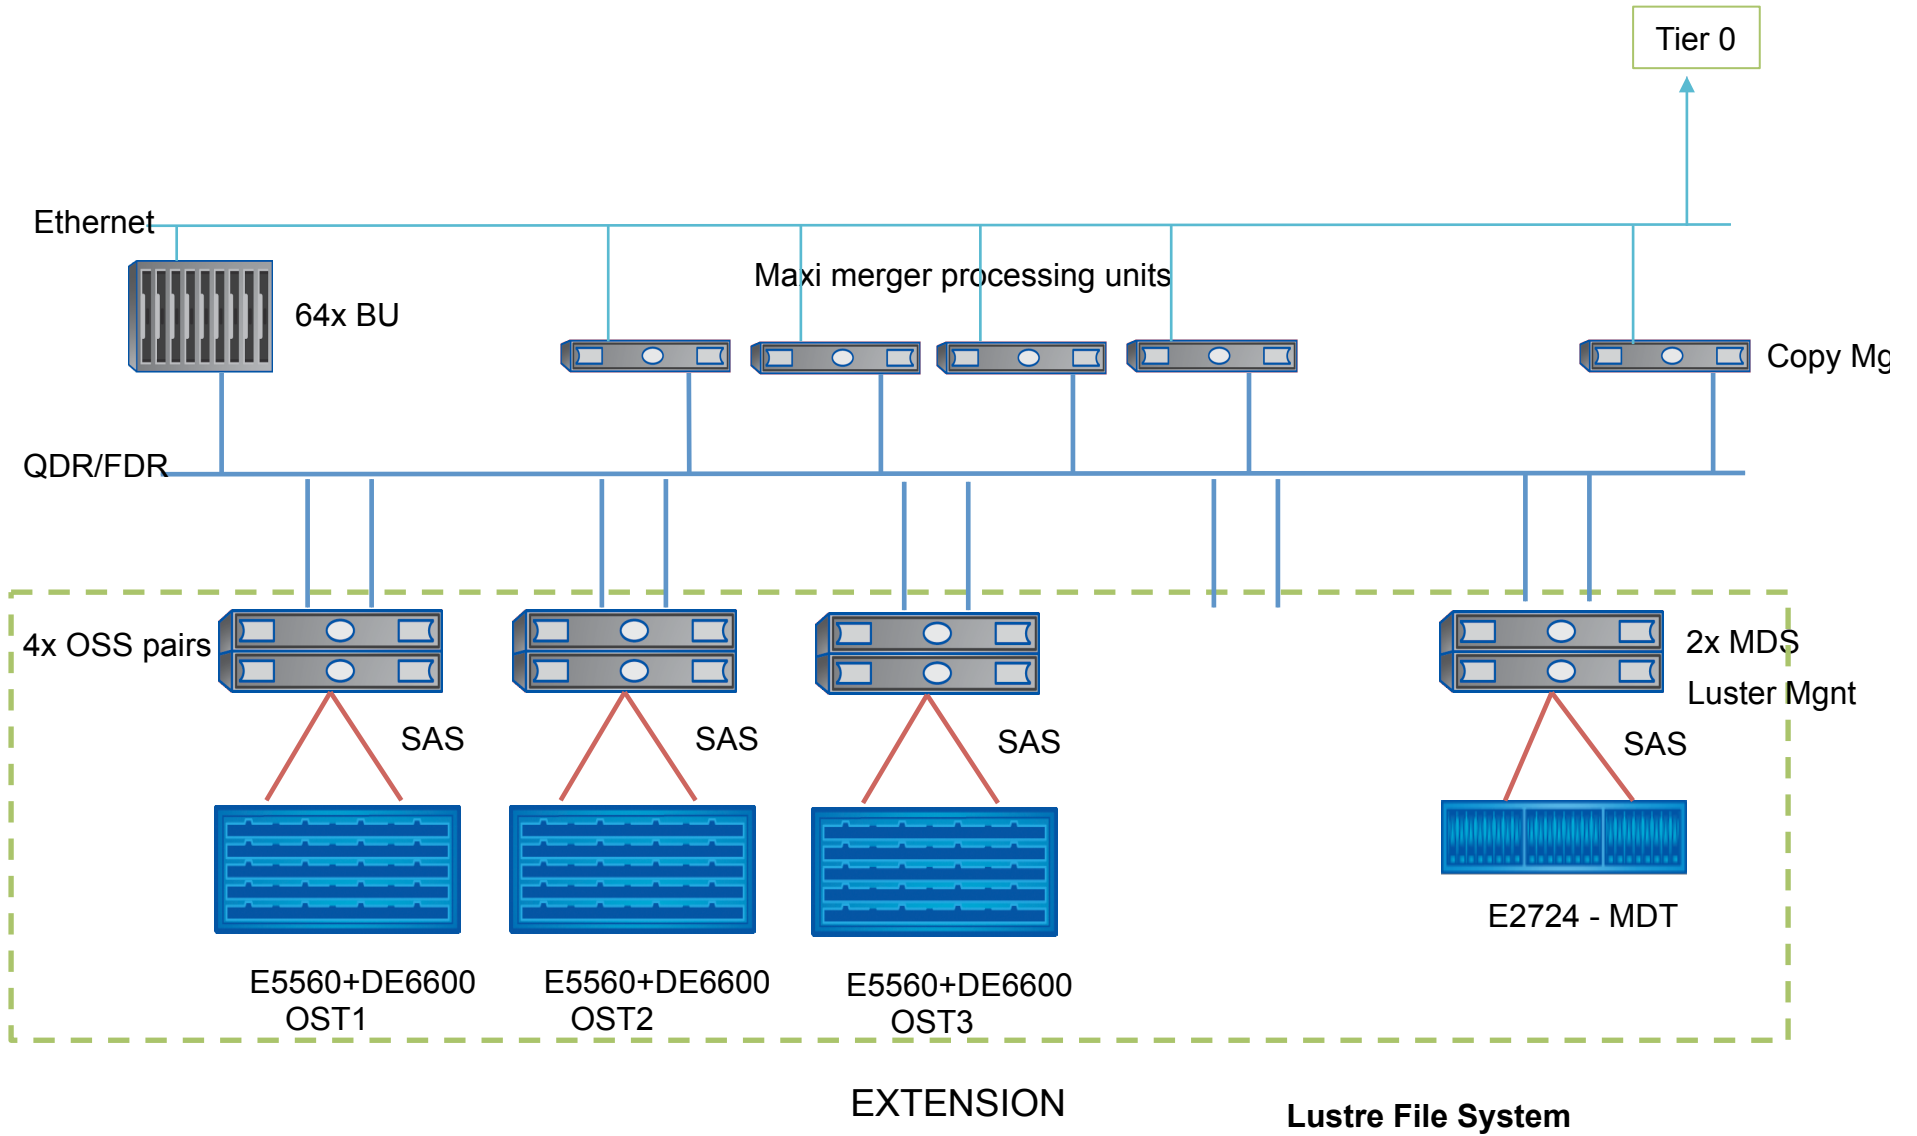 Tier 0
Ethernet
Maxi merger processing units
64x BU
Copy Mg
QDR/FDR
4x OSS pairs
2x MDS
Luster Mgnt
SAS
SAS
SAS
SAS
E2724 - MDT
E5560+DE6600
OST1
E5560+DE6600
OST2
E5560+DE6600
OST3
EXTENSION
Lustre File System